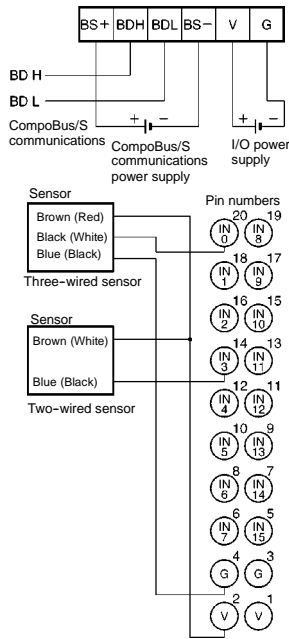 BS+ BDH BDL BS− V G
BD H
BD L
+ − + −
CompoBus/S
communications
CompoBus/S
communications
power supply
I/O power
supply
Sensor
Brown (Red)
Black (White)
Blue (Black)
Three-wired sensor
Sensor
Brown (White)
Blue (Black)
Two-wired sensor
Pin numbers
20 19
IN 0 IN 8
18 17
IN 1 IN 9
16 15
IN 2 IN 10
14 13
IN 3 IN 11
12 11
IN 4 IN 12
10 9
IN 5 IN 13
8 7
IN 6 IN 14
6 5
IN 7 IN 15
4 3
G G
2 1
V V